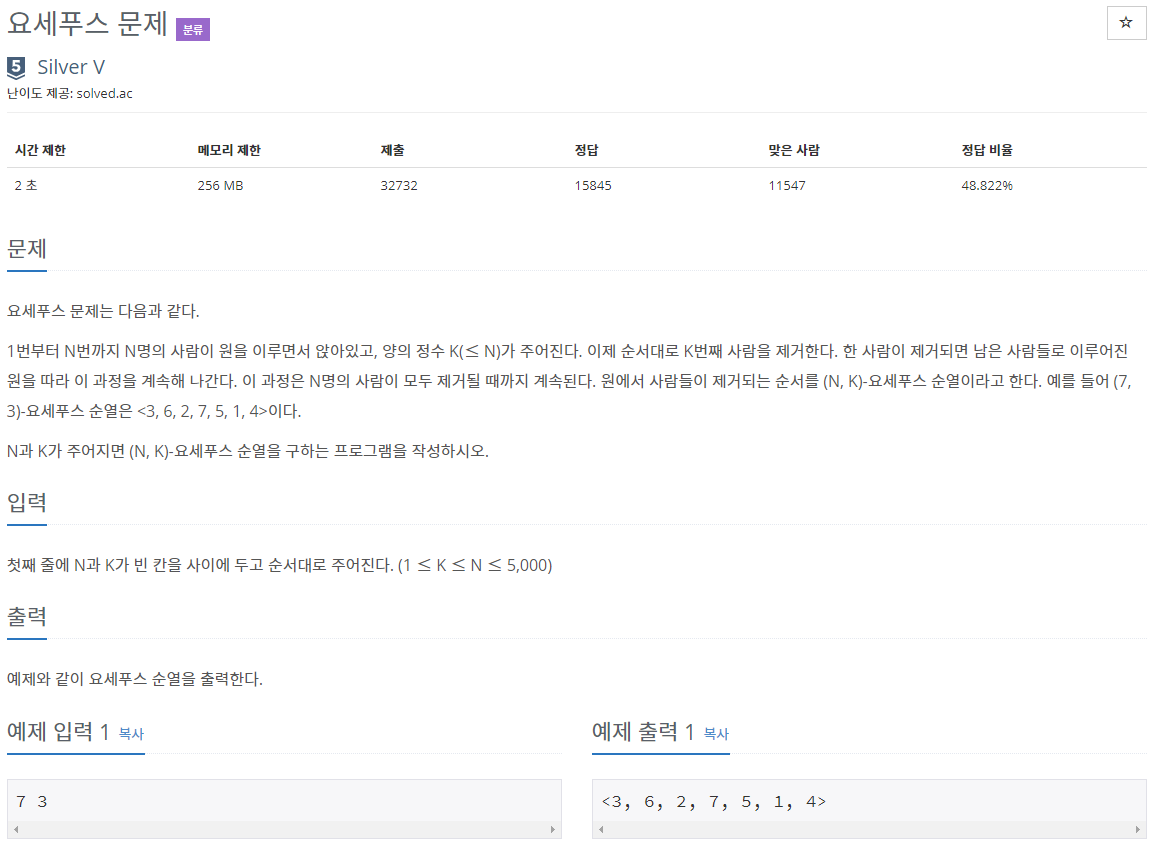 요세푸스 문제 분류
☆
5 Silver V
난이도 제공: solved.ac
시간 제한 메모리 제한 제출 정답 맞은 사람 정답 비율
2 초 256 MB 32732 15845 11547 48.822%
문제
요세푸스 문제는 다음과 같다.
1번부터 N번까지 N명의 사람이 원을 이루면서 앉아있고, 양의 정수 K(≤ N)가 주어진다. 이제 순서대로 K번째 사람을 제거한다. 한 사람이 제거되면 남은 사람들로 이루어진
원을 따라 이 과정을 계속해 나간다. 이 과정은 N명의 사람이 모두 제거될 때까지 계속된다. 원에서 사람들이 제거되는 순서를 (N, K)-요세푸스 순열이라고 한다. 예를 들어 (7,
3)-요세푸스 순열은 <3, 6, 2, 7, 5, 1, 4>이다.
N과 K가 주어지면 (N, K)-요세푸스 순열을 구하는 프로그램을 작성하시오.
입력
첫째 줄에 N과 K가 빈 칸을 사이에 두고 순서대로 주어진다. (1 ≤ K ≤ N ≤ 5,000)
출력
예제와 같이 요세푸스 순열을 출력한다.
예제 입력 1 복사
7 3
예제 출력 1 복사
<3, 6, 2, 7, 5, 1, 4>